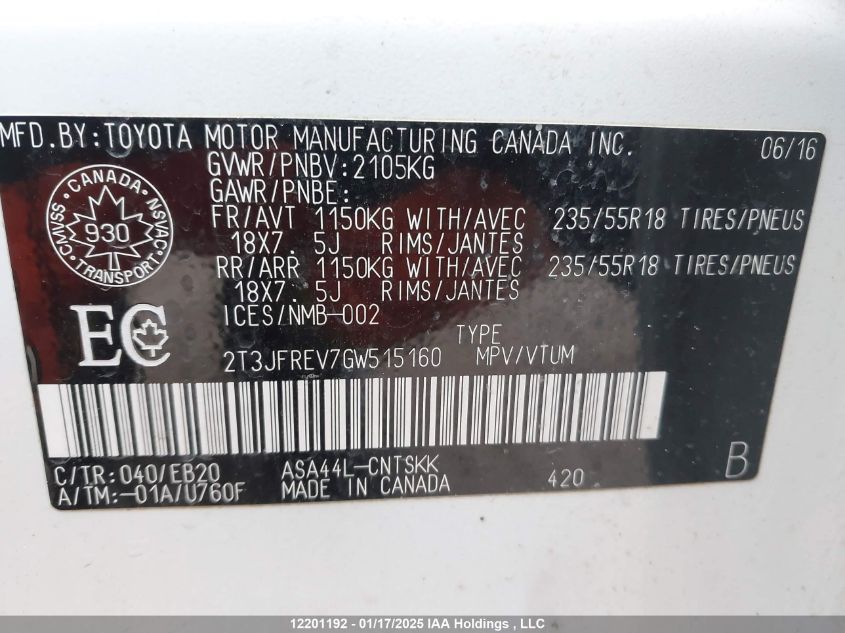 MFD.BY:TOYOTA MOTOR MANUFACTURING CANADA INC. 06/16
GVWR/PNBV:2105KG
GAWR/PNBE:
FR/AVT 1150KG WITH/AVEC 235/55R18 TIRES/PNEUS
18X7. 5J RIMS/JANTES
RR/ARR 1150KG WITH/AVEC 235/55R18 TIRES/PNEUS
18X7. 5J RIMS/JANTES
ICES/NMB-002
CANADA
CMVSS 930 NSVAC
TRANSPORT
EC
TYPE
2T3JFREV7GW515160 MPV/VTUM
C/TR:040/EB20 ASA44L-CNTSKK 420 B
A/TM:-01A/U760F MADE IN CANADA
12201192 - 01/17/2025 IAA Holdings , LLC